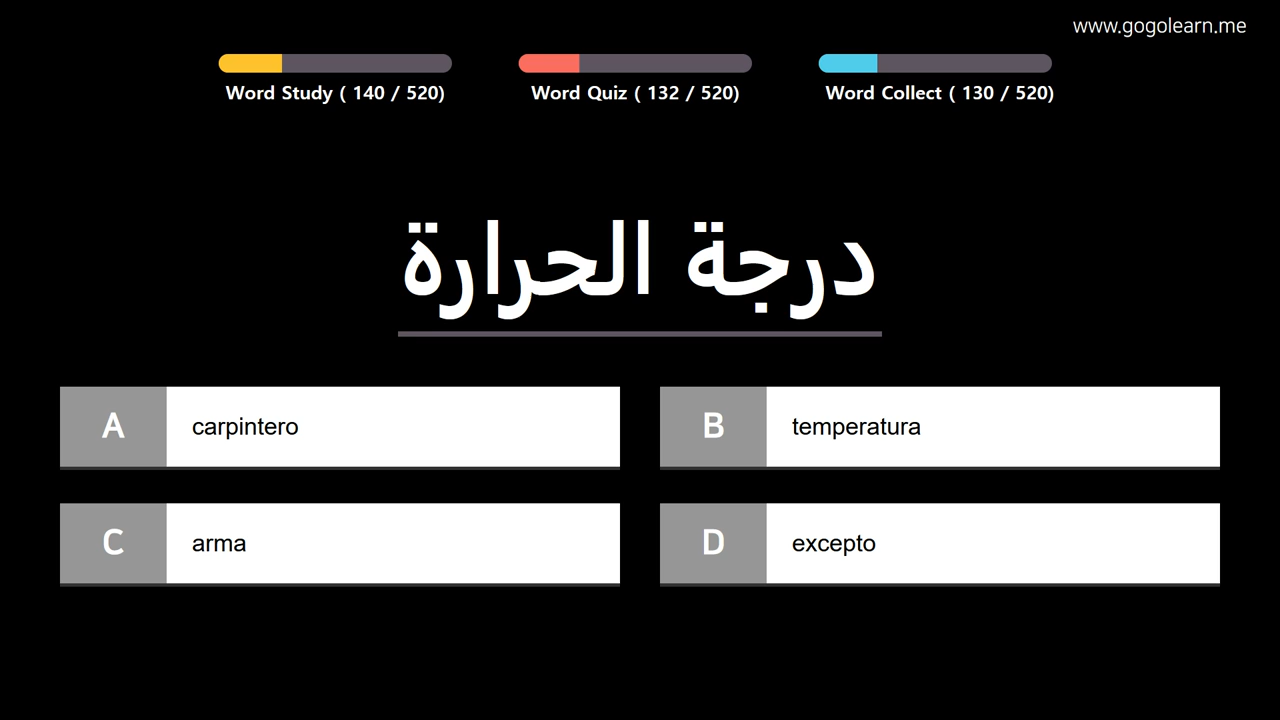 www.gogolearn.me
Word Study ( 140 / 520)
Word Quiz ( 132 / 520)
Word Collect ( 130 / 520)
درجة الحرارة
A carpintero
B temperatura
C arma
D excepto